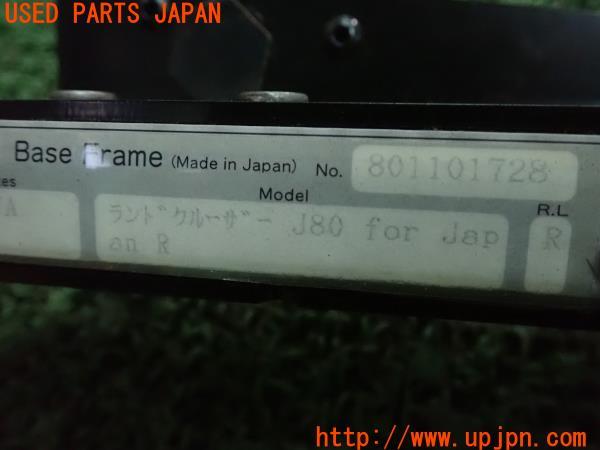 USED PARTS JAPAN
Base Frame (Made in Japan) No. 801101728
es
Model
R.L
A
ランドクルーザー J80 for Jap
an R
R
http://www.upjpn.com/